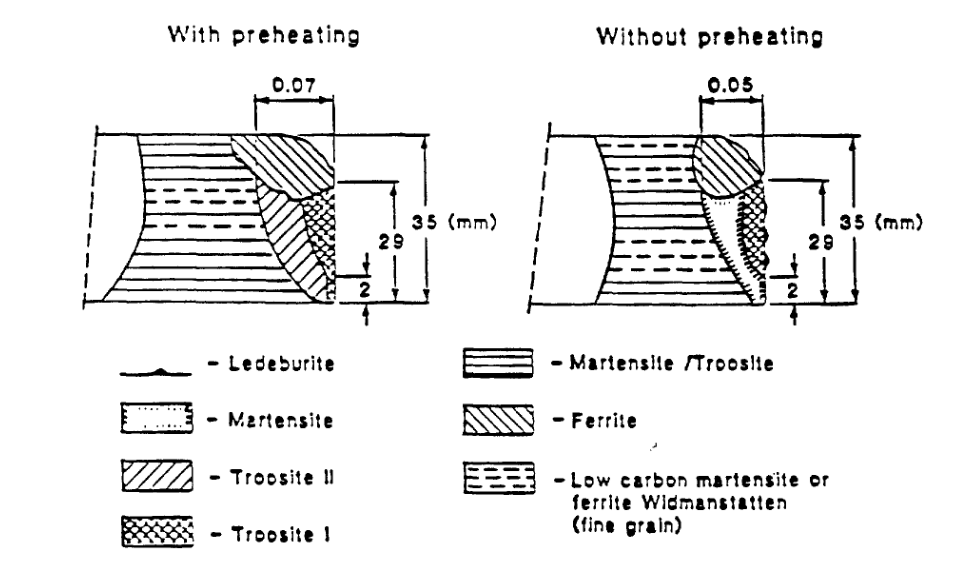 With preheating
Without preheating
0.07
0.05
35 (mm)
29
2
35 (mm)
29
2
- Ledeburite
- Martensite
- Troosite II
- Troosite I
- Martensite /Troosite
- Ferrite
- Low carbon martensite or
ferrite Widmanstatten
(fine grain)